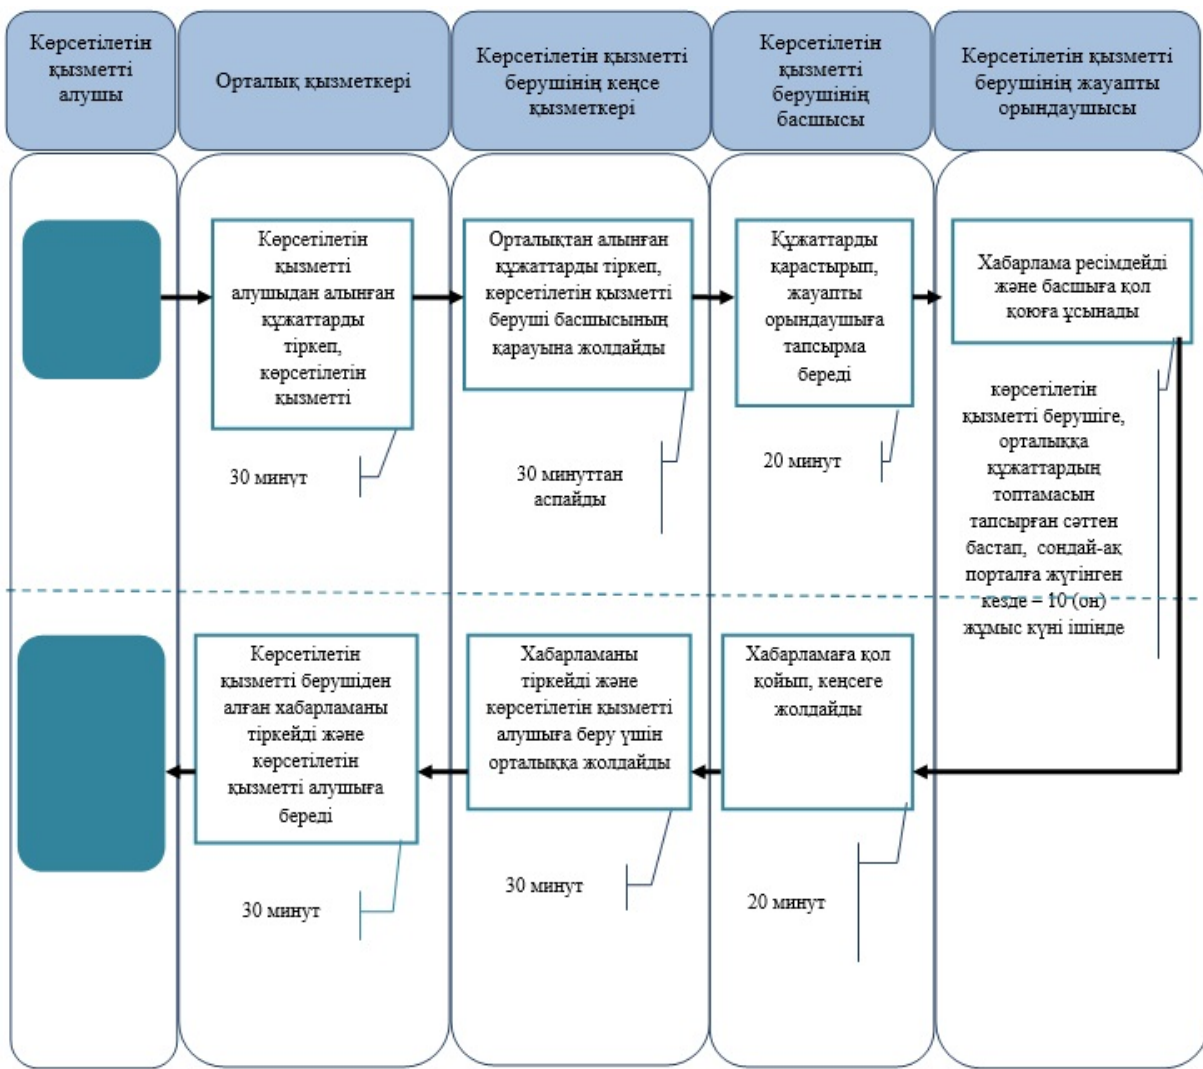 Көрсетілетін
қызметті
алушы
Орталық қызметкері
Көрсетілетін қызметті
берушінің кеңсе
қызметкері
Көрсетілетін
қызметті
берушінің
басшысы
Көрсетілетін қызметті
берушінің жауапты
орындаушысы
Көрсетілетін
қызметті
алушыдан алынған
құжаттарды
тіркеп,
көрсетілетін
қызметті
30 минут
Орталықтан алынған
құжаттарды тіркеп,
көрсетілетін қызметті
беруші басшысының
қарауына жолдайды
30 минуттан
аспайды
Құжаттарды
қарастырып,
жауапты
орындаушыға
тапсырма
береді
20 минут
Хабарлама ресімдейді
және басшыға қол
қоюға ұсынады
көрсетілетін
қызметті берушіге,
орталыққа
құжаттардың
топтамасын
тапсырған сәттен
бастап, сондай-ақ
порталға жүгінген
кезде – 10 (он)
жұмыс күні ішінде
Көрсетілетін
қызметті берушіден
алған хабарламаны
тіркейді және
көрсетілетін
қызметті алушыға
береді
30 минут
Хабарламаны
тіркейді және
көрсетілетін қызметті
алушыға беру үшін
орталыққа жолдайды
30 минут
Хабарламаға қол
қойып, кеңсеге
жолдайды
20 минут